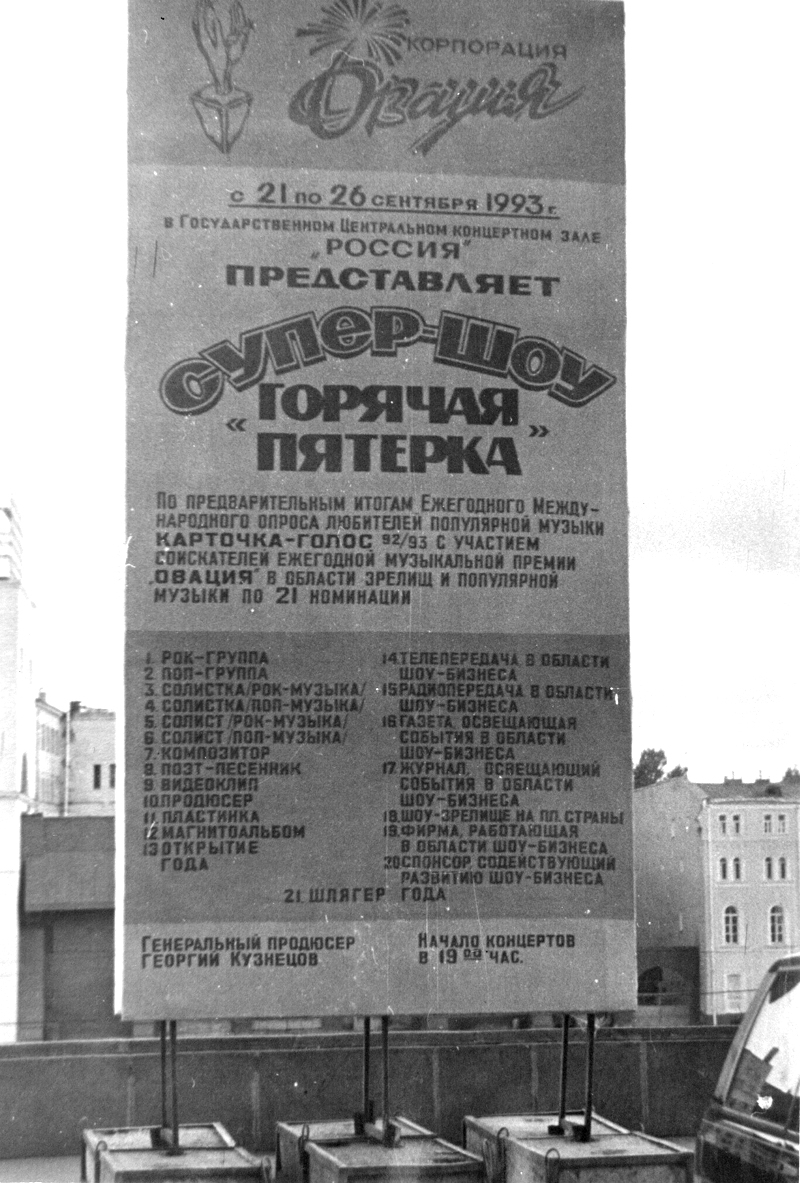 КОРПОРАЦИЯ
Овация
с 21 по 26 СЕНТЯБРЯ 1993 г.
В ГОСУДАРСТВЕННОМ ЦЕНТРАЛЬНОМ КОНЦЕРТНОМ ЗАЛЕ
„РОССИЯ"
ПРЕДСТАВЛЯЕТ
СУПЕР-ШОУ
« ГОРЯЧАЯ
ПЯТЕРКА »
ПО ПРЕДВАРИТЕЛЬНЫМ ИТОГАМ ЕЖЕГОДНОГО МЕЖДУ-
НАРОДНОГО ОПРОСА ЛЮБИТЕЛЕЙ ПОПУЛЯРНОЙ МУЗЫКИ
КАРТОЧКА-ГОЛОС 92/93 С УЧАСТИЕМ
СОИСКАТЕЛЕЙ ЕЖЕГОДНОЙ МУЗЫКАЛЬНОЙ ПРЕМИИ
„ОВАЦИЯ" В ОБЛАСТИ ЗРЕЛИЩ И ПОПУЛЯРНОЙ
МУЗЫКИ ПО 21 НОМИНАЦИИ
1. РОК-ГРУППА
2. ПОП-ГРУППА
3. СОЛИСТКА/РОК-МУЗЫКА/
4. СОЛИСТКА/ПОП-МУЗЫКА/
5. СОЛИСТ/РОК-МУЗЫКА/
6. СОЛИСТ/ПОП-МУЗЫКА/
7. КОМПОЗИТОР
8. ПОЭТ-ПЕСЕННИК
9. ВИДЕОКЛИП
10. ПРОДЮСЕР
11. ПЛАСТИНКА
12. МАГНИТОАЛЬБОМ
13. ОТКРЫТИЕ
ГОДА
14. ТЕЛЕПЕРЕДАЧА В ОБЛАСТИ
ШОУ-БИЗНЕСА
15. РАДИОПЕРЕДАЧА В ОБЛАСТИ
ШОУ-БИЗНЕСА
16. ГАЗЕТА, ОСВЕЩАЮЩАЯ
СОБЫТИЯ В ОБЛАСТИ
ШОУ-БИЗНЕСА
17. ЖУРНАЛ, ОСВЕЩАЮЩИЙ
СОБЫТИЯ В ОБЛАСТИ
ШОУ-БИЗНЕСА
18. ШОУ-ЗРЕЛИЩЕ НА ПЛ. СТРАНЫ
19. ФИРМА, РАБОТАЮЩАЯ
В ОБЛАСТИ ШОУ-БИЗНЕСА
20. СПОНСОР, СОДЕЙСТВУЮЩИЙ
РАЗВИТИЮ ШОУ-БИЗНЕСА
21. ШЛЯГЕР ГОДА
ГЕНЕРАЛЬНЫЙ ПРОДЮСЕР
ГЕОРГИЙ КУЗНЕЦОВ
НАЧАЛО КОНЦЕРТОВ
В 19 00 ЧАС.